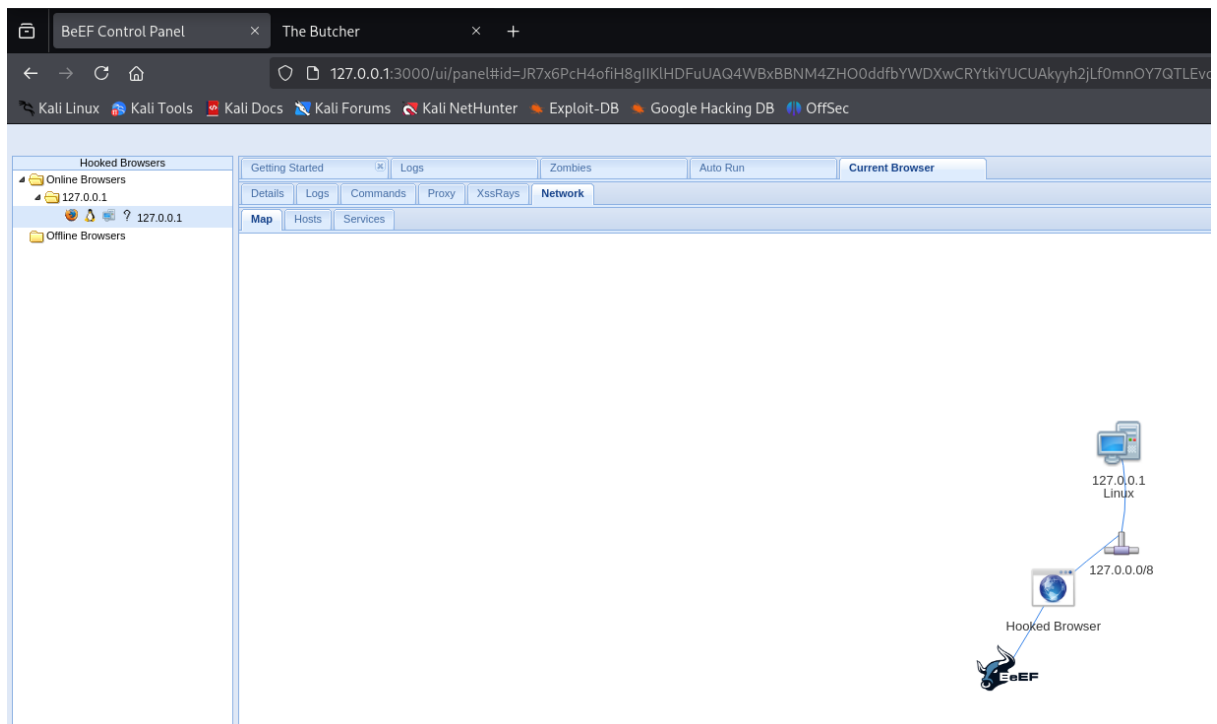 BeEF Control Panel
The Butcher
127.0.0.1:3000/ui/panel#id=
Kali Linux Kali Tools Kali Docs Kali Forums Kali NetHunter Exploit-DB Google Hacking DB OffSec
Hooked Browsers
Getting Started Logs Zombies Auto Run Current Browser
Online Browsers
Details Logs Commands Proxy XssRays Network
127.0.0.1
? 127.0.0.1
Map Hosts Services
Offline Browsers
127.0.0.1
Linux
127.0.0.0/8
Hooked Browser
BeEF